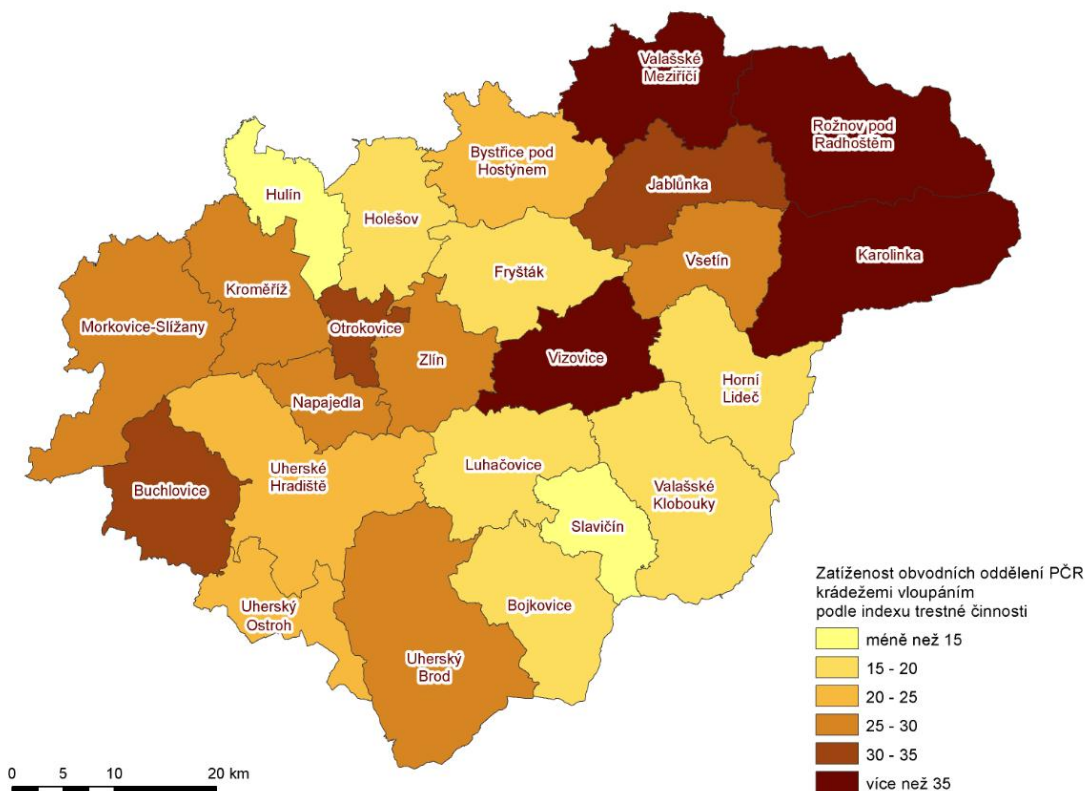 Valašské
Meziříčí
Rožnov pod
Radhoštěm
Bystřice pod
Hostýnem
Jablůnka
Hulín
Holešov
Karolinka
Fryšták
Vsetín
Kroměříž
Morkovice-Slížany
Otrokovice
Zlín
Vizovice
Horní
Lideč
Napajedla
Luhačovice
Uherské
Hradiště
Valašské
Klobouky
Buchlovice
Slavičín
Bojkovice
Uherský
Ostroh
Uherský
Brod
Zatíženost obvodních oddělení PČR
krádežemi vloupáním
podle indexu trestné činnosti
méně než 15
15 - 20
20 - 25
25 - 30
30 - 35
více než 35
0 5 10 20 km